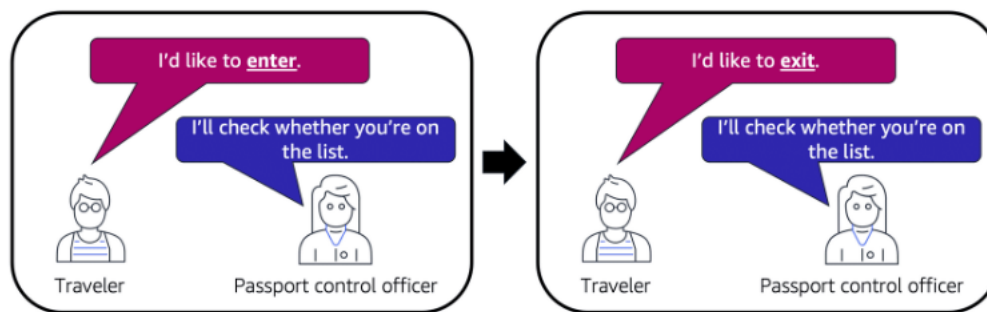 I'd like to enter.
I'll check whether you're on
the list.
Traveler
Passport control officer
I'd like to exit.
I'll check whether you're on
the list.
Traveler
Passport control officer